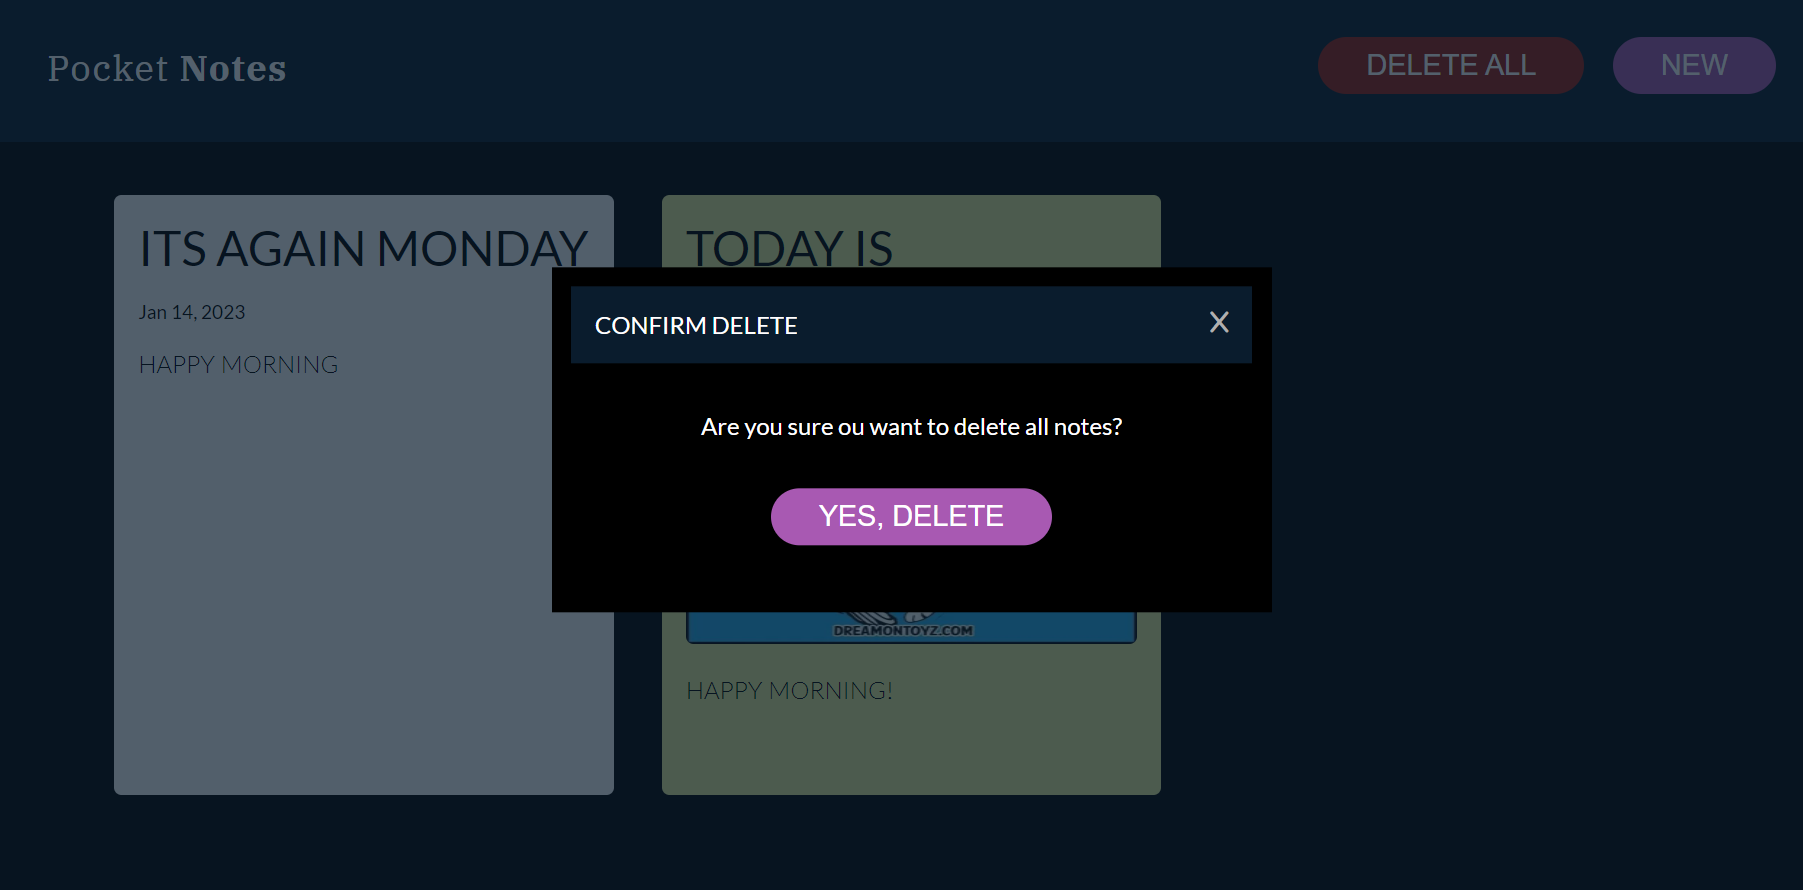 Pocket Notes
DELETE ALL
NEW
ITS AGAIN MONDAY
Jan 14, 2023
HAPPY MORNING
TODAY IS
CONFIRM DELETE
X
Are you sure ou want to delete all notes?
YES, DELETE
DREAMONTOYZ.COM
HAPPY MORNING!